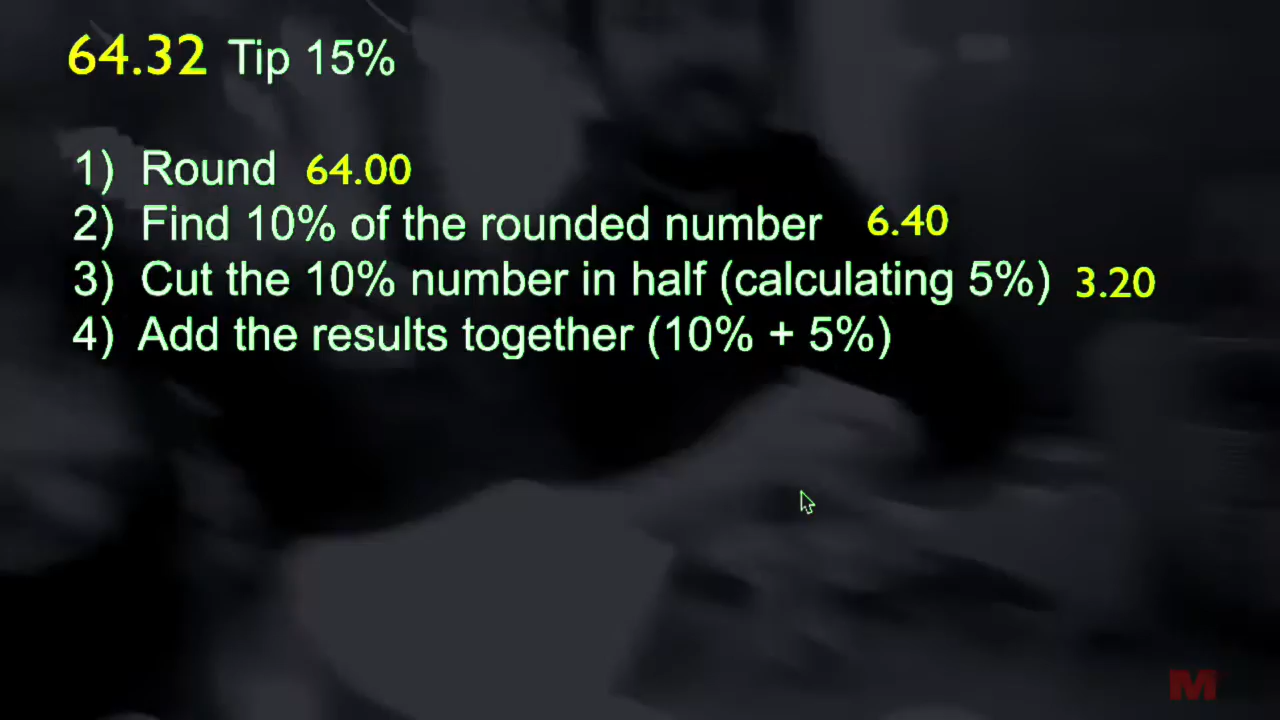 64.32 Tip 15%
1) Round 64.00
2) Find 10% of the rounded number 6.40
3) Cut the 10% number in half (calculating 5%) 3.20
4) Add the results together (10% + 5%)
M